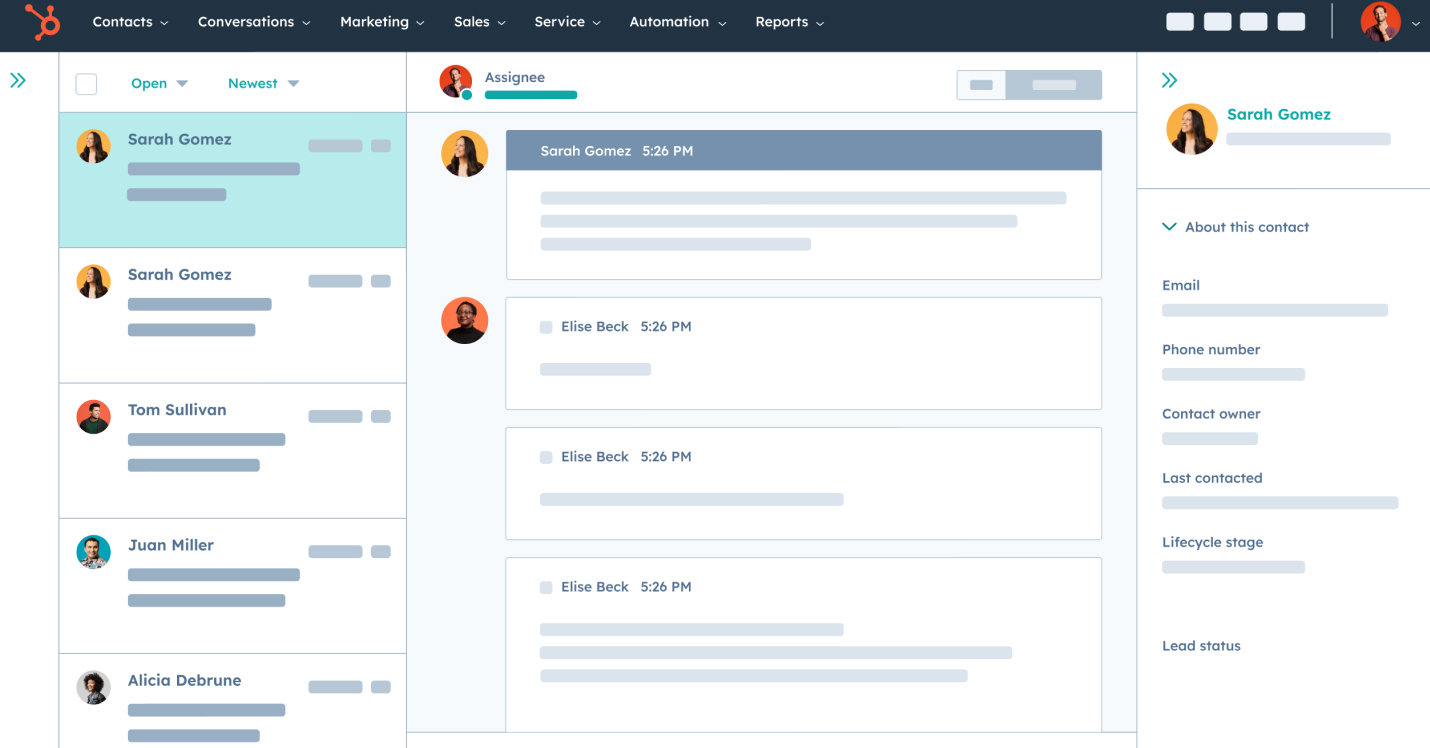 Contacts Conversations Marketing Sales Service Automation Reports
Open Newest
Sarah Gomez
Sarah Gomez
Tom Sullivan
Juan Miller
Alicia Debrune
Assignee
Sarah Gomez 5:26 PM
Elise Beck 5:26 PM
Elise Beck 5:26 PM
Elise Beck 5:26 PM
Sarah Gomez
About this contact
Email
Phone number
Contact owner
Last contacted
Lifecycle stage
Lead status